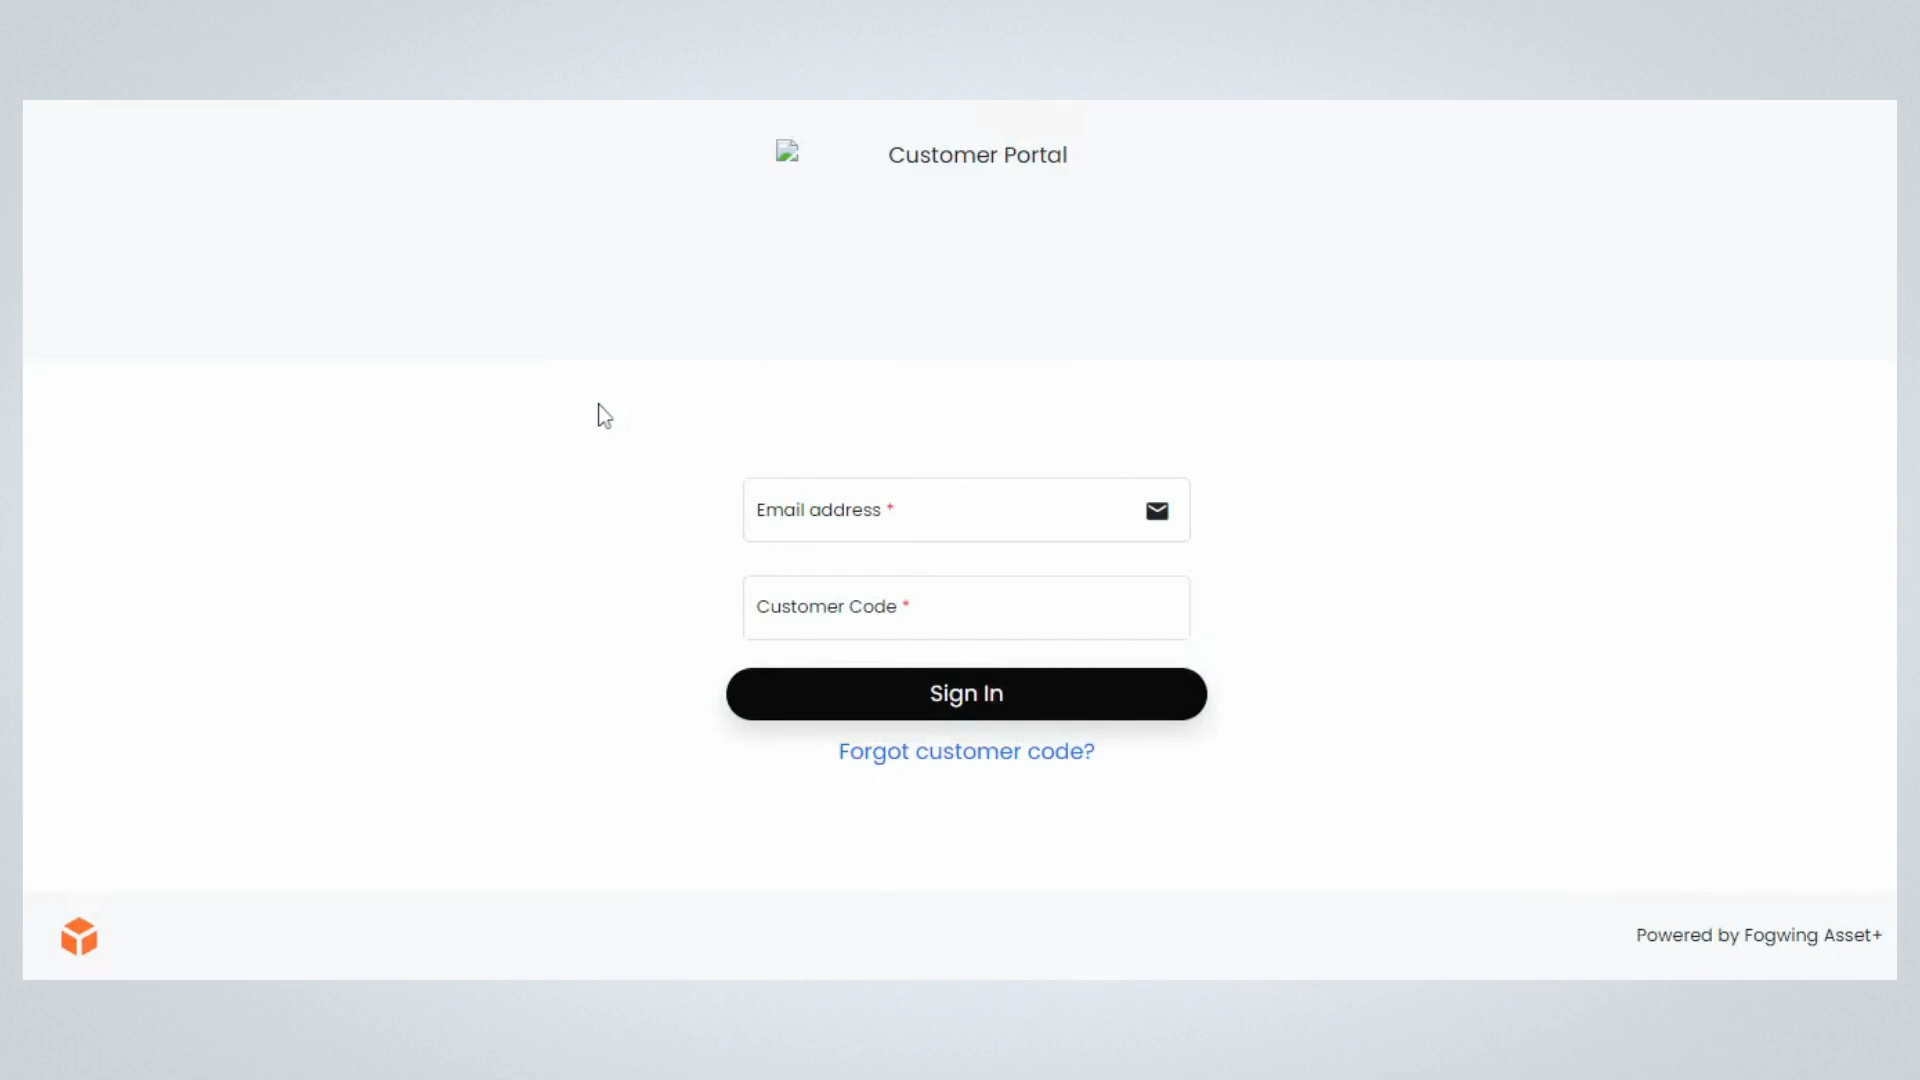 Customer Portal
Email address *
Customer Code *
Sign In
Forgot customer code?
Powered by Fogwing Asset+